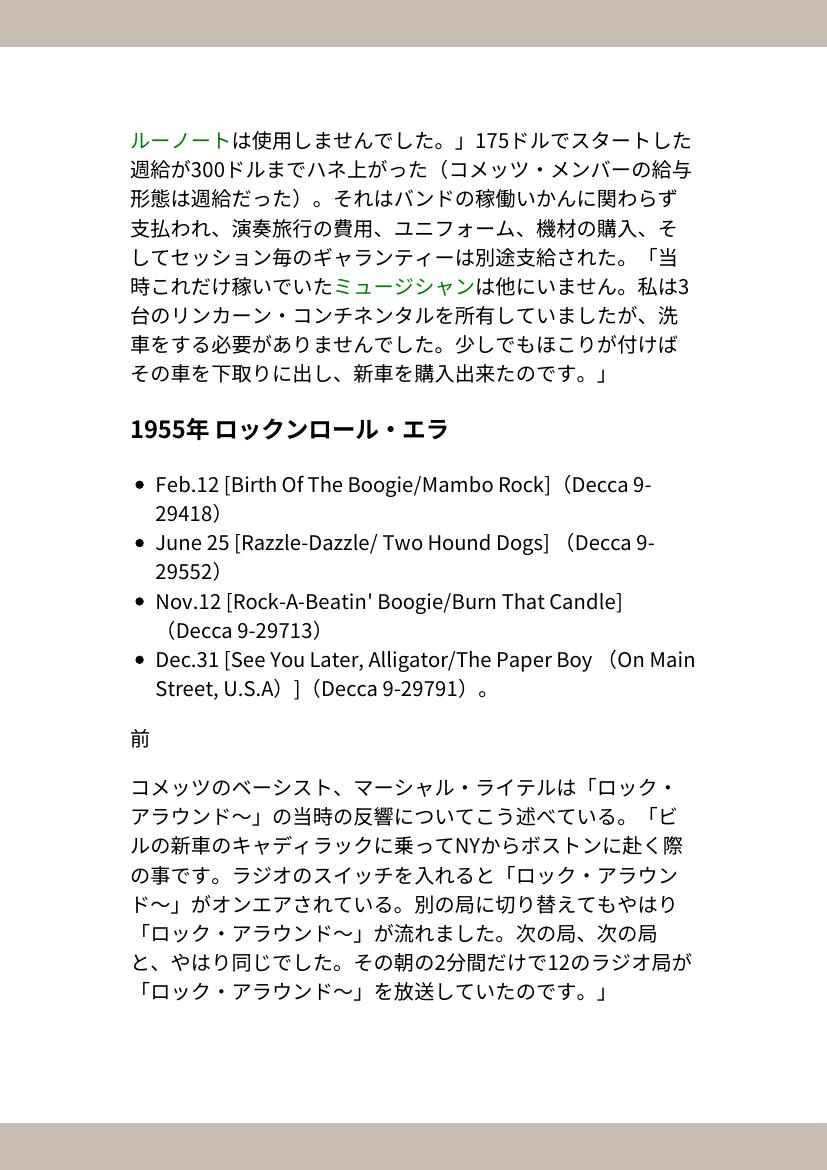 ルーノートは使用しませんでした。」175ドルでスタートした
週給が300ドルまでハネ上がった（コメッツ・メンバーの給与
形態は週給だった）。それはバンドの稼働いかんに関わらず
支払われ、演奏旅行の費用、ユニフォーム、機材の購入、そ
してセッション毎のギャランティーは別途支給された。「当
時これだけ稼いでいたミュージシャンは他にいません。私は3
台のリンカーン・コンチネンタルを所有していましたが、洗
車をする必要がありませんでした。少しでもほこりが付けば
その車を下取りに出し、新車を購入出来たのです。」
1955年 ロックンロール・エラ
• Feb.12 [Birth Of The Boogie/Mambo Rock]（Decca 9-
29418）
• June 25 [Razzle-Dazzle/ Two Hound Dogs] （Decca 9-
29552）
• Nov.12 [Rock-A-Beatin' Boogie/Burn That Candle]
（Decca 9-29713）
• Dec.31 [See You Later, Alligator/The Paper Boy （On Main
Street, U.S.A）]（Decca 9-29791）。
前
コメッツのベーシスト、マーシャル・ライテルは「ロック・
アラウンド〜」の当時の反響についてこう述べている。「ビ
ルの新車のキャディラックに乗ってNYからボストンに赴く際
の事です。ラジオのスイッチを入れると「ロック・アラウン
ド〜」がオンエアされている。別の局に切り替えてもやはり
「ロック・アラウンド〜」が流れました。次の局、次の局
と、やはり同じでした。その朝の2分間だけで12のラジオ局が
「ロック・アラウンド〜」を放送していたのです。」